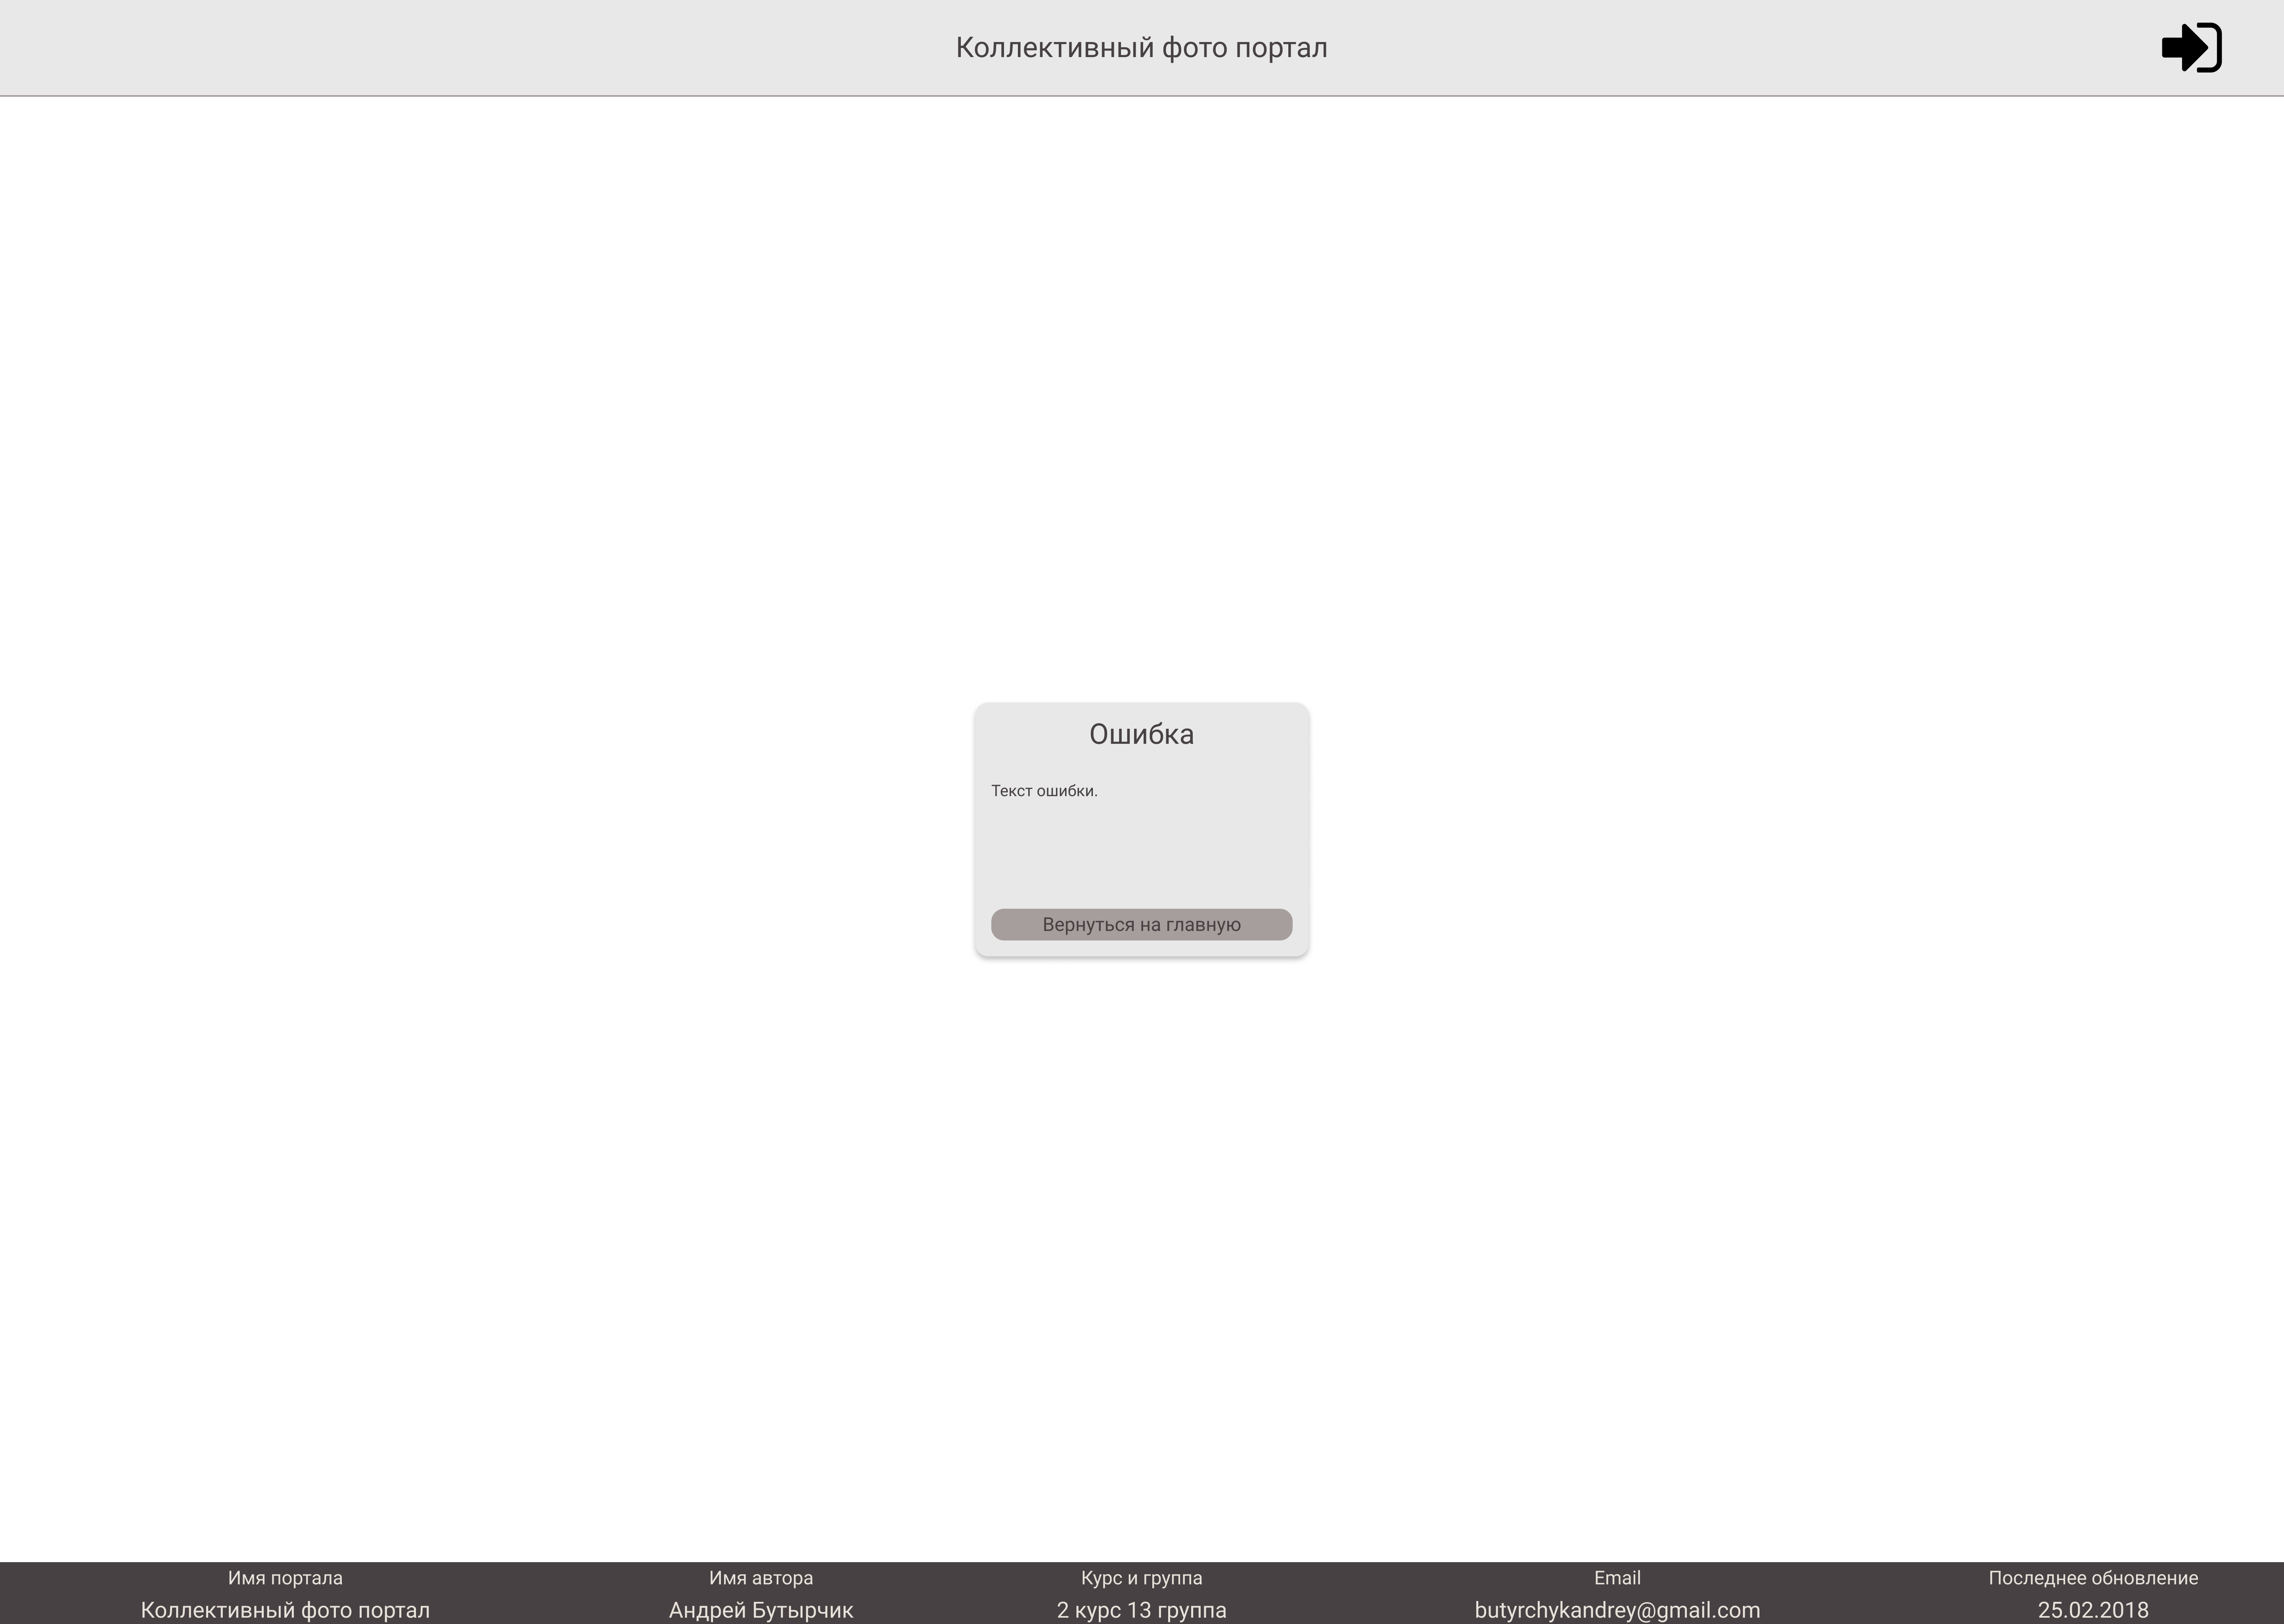 Коллективный фото портал
Ошибка
Текст ошибки.
Вернуться на главную
Имя портала
Коллективный фото портал
Имя автора
Андрей Бутырчик
Курс и группа
2 курс 13 группа
Email
butyrchykandrey@gmail.com
Последнее обновление
25.02.2018